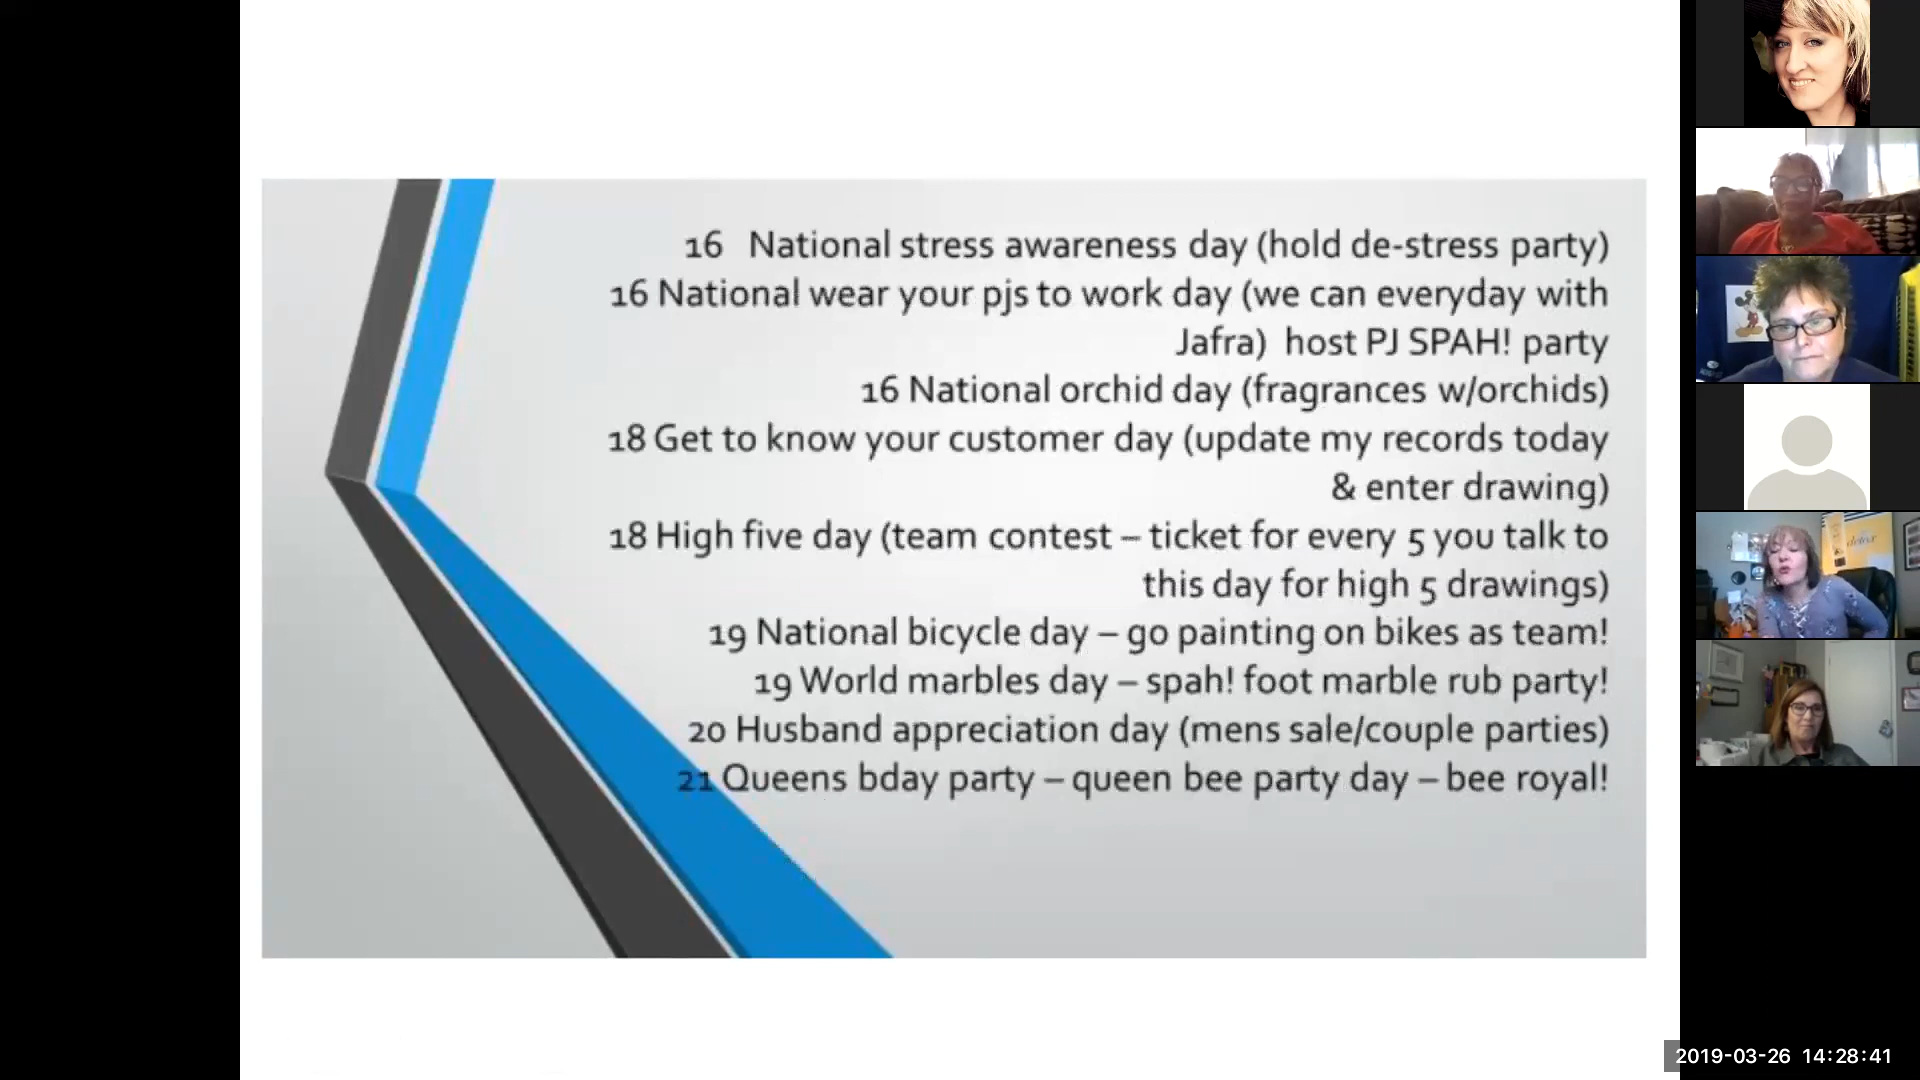 16 National stress awareness day (hold de-stress party)
16 National wear your pjs to work day (we can everyday with
Jafra) host PJ SPAH! party
16 National orchid day (fragrances w/orchids)
18 Get to know your customer day (update my records today
& enter drawing)
18 High five day (team contest – ticket for every 5 you talk to
this day for high 5 drawings)
19 National bicycle day – go painting on bikes as team!
19 World marbles day – spah! foot marble rub party!
20 Husband appreciation day (mens sale/couple parties)
21 Queens bday party – queen bee party day – bee royal!
detox
2019-03-26 14:28:41